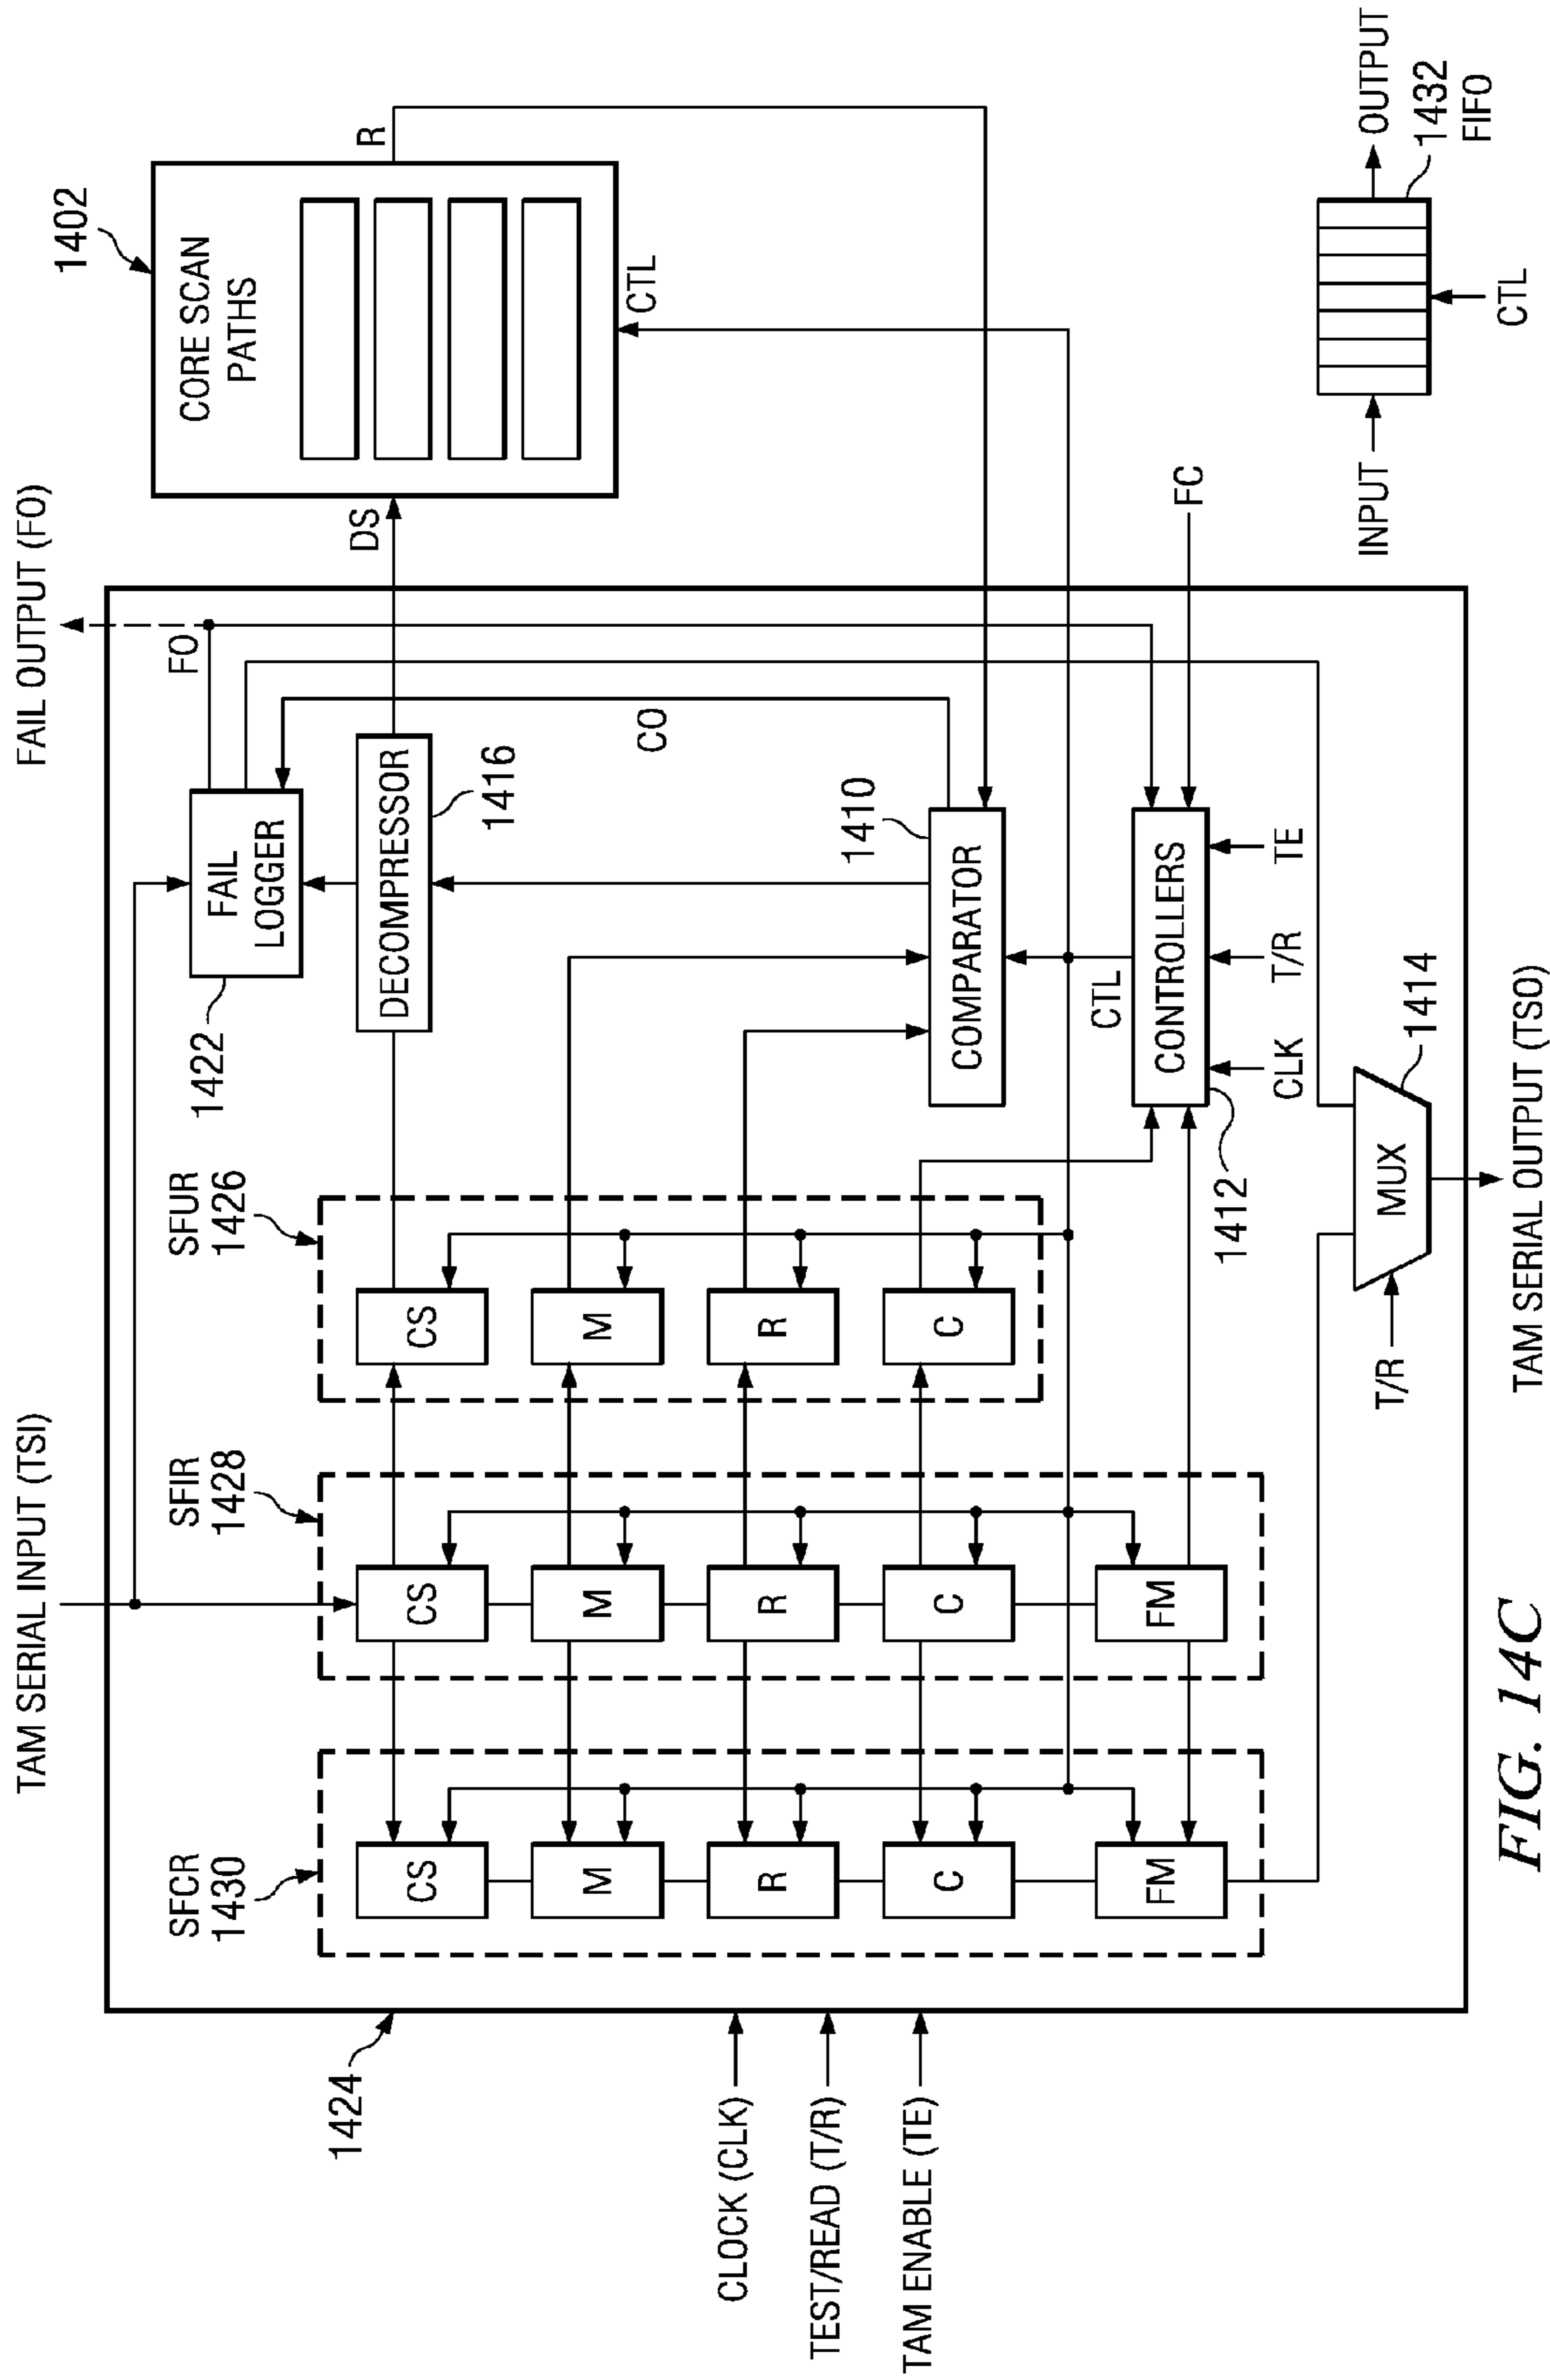 TAM SERIAL INPUT (TSI)
FAIL OUTPUT (FO)
1402
CORE SCAN
PATHS
R
DS
CTL
FO
SFCR
1430
SFIR
1428
SFUR
1426
1422
FAIL
LOGGER
DECOMPRESSOR
1416
CO
1424
CS
CS
CS
M
M
M
R
R
R
C
C
C
FM
FM
1410
COMPARATOR
CTL
CONTROLLERS
1412
CLK
T/R
TE
FC
CLOCK (CLK)
TEST/READ (T/R)
TAM ENABLE (TE)
T/R
MUX
1414
TAM SERIAL OUTPUT (TSO)
INPUT
OUTPUT
1432
FIFO
CTL
FIG. 14C